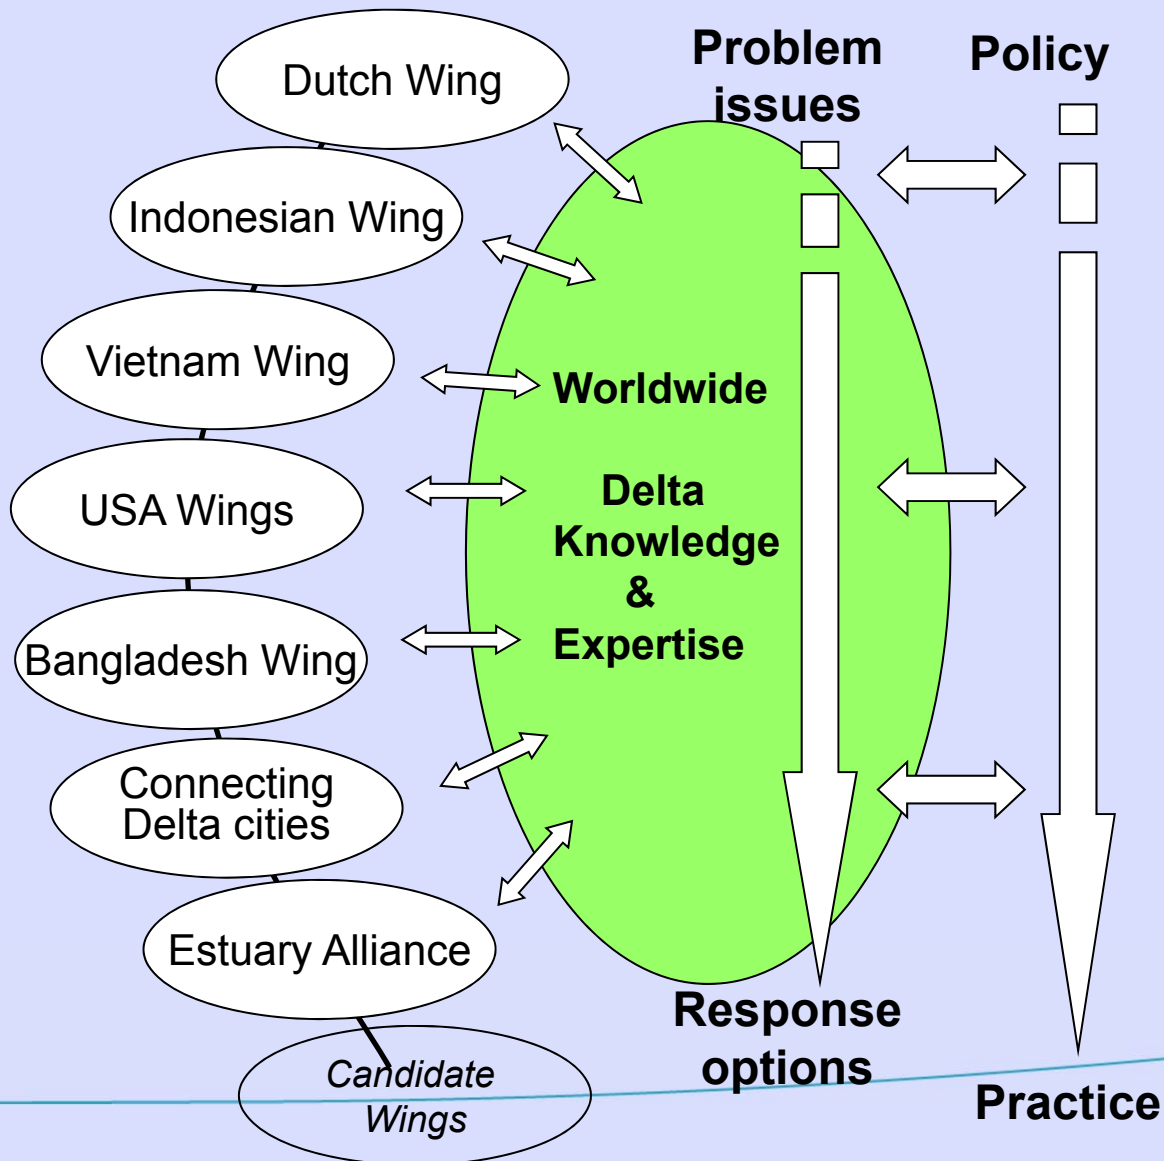 Dutch Wing
Indonesian Wing
Vietnam Wing
USA Wings
Bangladesh Wing
Connecting
Delta cities
Estuary Alliance
Candidate
Wings
Worldwide
Delta
Knowledge
&
Expertise
Problem
issues
Response
options
Policy
Practice